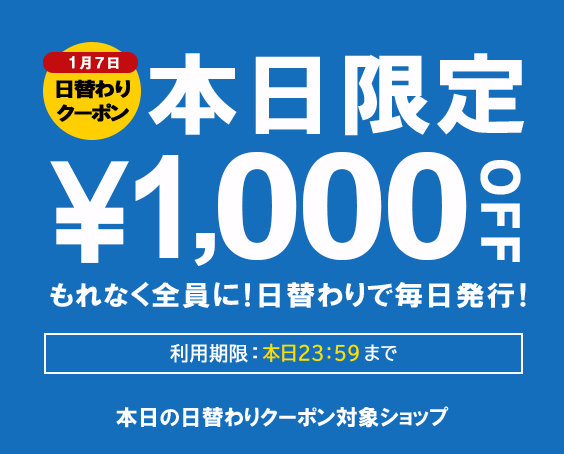 1月7日
日替わり
クーポン
本日限定
¥1,000 OFF
もれなく全員に!日替わりで毎日発行!
利用期限:本日23:59まで
本日の日替わりクーポン対象ショップ